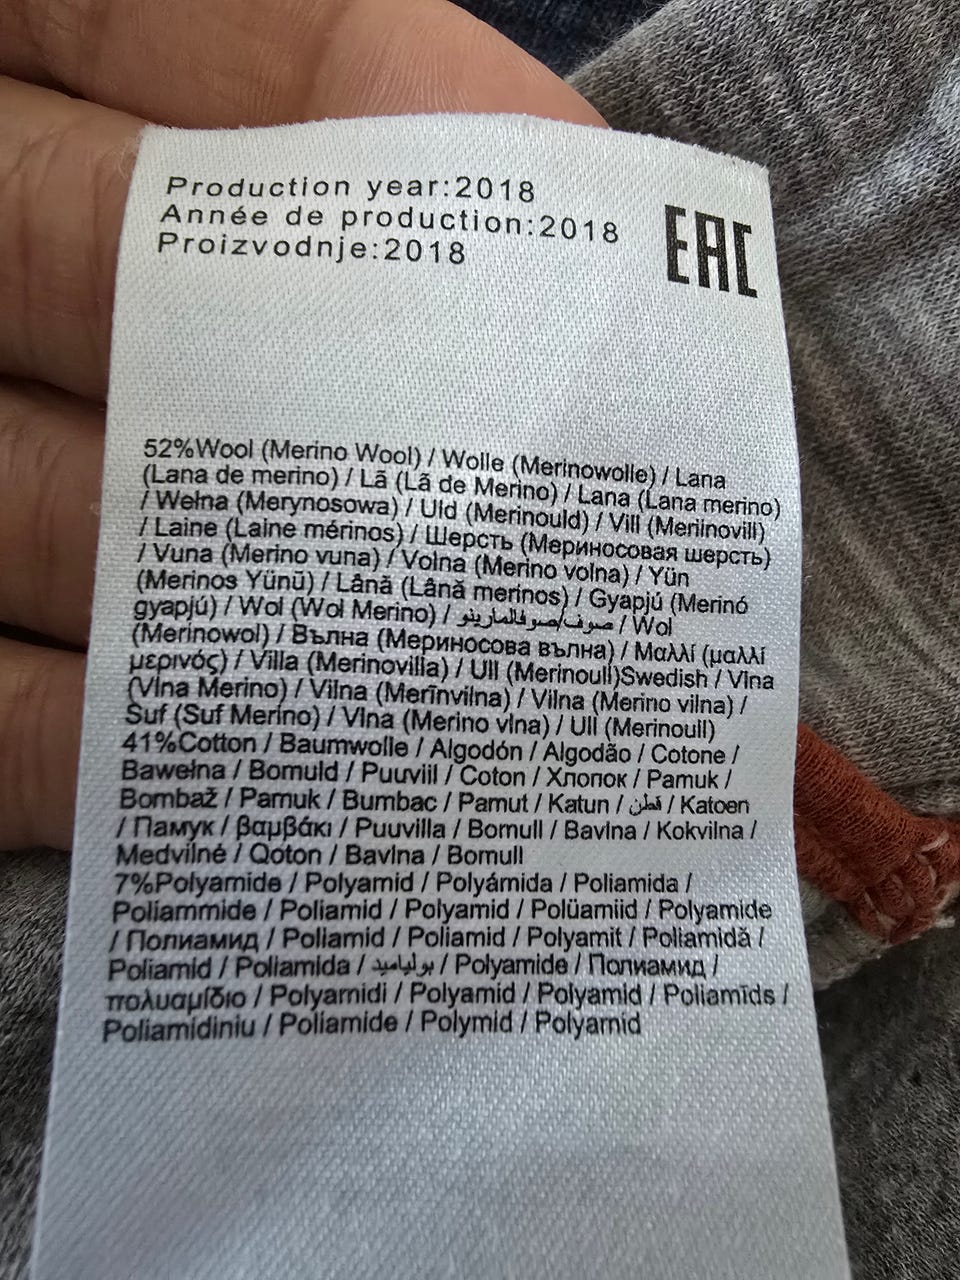 Production year:2018
Année de production:2018
Proizvodnje:2018
EAC
52%Wool (Merino Wool) / Wolle (Merinowolle) / Lana
(Lana de merino) / Lã (Lã de Merino) / Lana (Lana merino)
/ Wełna (Merynosowa) / Uld (Merinould) / Vill (Meriinovill)
/ Laine (Laine mérinos) / Шерсть (Мериносовая шерсть)
/ Vuna (Merino vuna) / Volna (Merino volna) / Yün
(Merinos Yünü) / Lână (Lână merinos) / Gyapjú (Merinó
gyapjú) / Wol (Wol Merino) / صوف/صوفالمارينو / Wol
(Merinowol) / Вълна (Мериносова вълна) / Μαλλί (μαλλί
μερινός) / Villa (Merinovilla) / Ull (Merinoull)Swedish / Vlna
(Vlna Merino) / Vilna (Merīnvilna) / Vilna (Merino vilna) /
Suf (Suf Merino) / Vlna (Merino vlna) / Ull (Merinoull)
41%Cotton / Baumwolle / Algodón / Algodão / Cotone /
Bawełna / Bomuld / Puuviil / Coton / Хлопок / Pamuk /
Bombaž / Pamuk / Bumbac / Pamut / Katun / قطن / Katoen
/ Памук / βαμβάκι / Puuvilla / Bomull / Bavlna / Kokvilna /
Medvilnė / Qoton / Bavlna / Bomull
7%Polyamide / Polyamid / Polyárnida / Poliamida /
Poliammide / Poliamid / Polyamid / Polüamiid / Polyamide
/ Полиамид / Poliamid / Poliamid / Polyamit / Poliamidă /
Poliamid / Poliamida / بولياميد / Polyamide / Полиамид /
πολυαμίδιο / Polyamidi / Polyamid / Polyamid / Poliamīds /
Poliamidiniu / Poliamide / Polymid / Polyamid